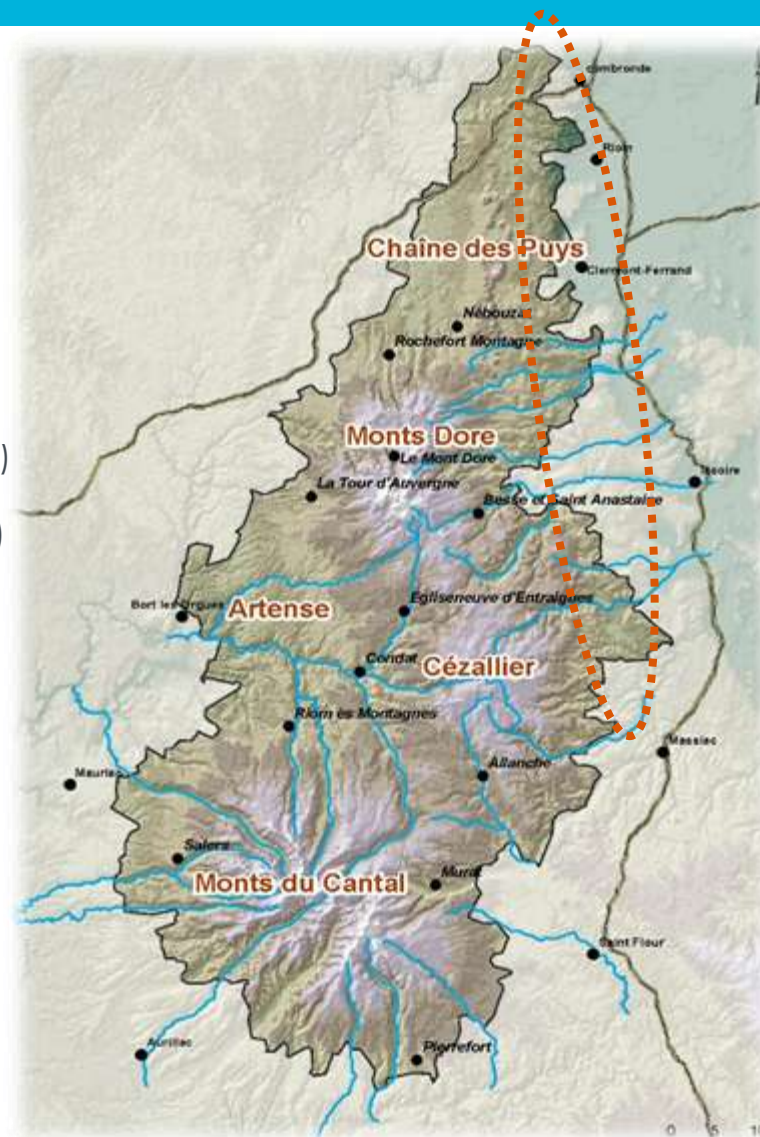 Combronde
Riom
Chaîne des Puys
Clermont-Ferrand
Nébouzat
Rochefort Montagne
Monts Dore
)
Le Mont Dore
Issoire
La Tour d'Auvergne
Besse et Saint Anastaise
)
Egliseneuve d'Entraigues
Bort les Orgues
Artense
Condat
Cézallier
Riom ès Montagnes
Massiac
Allanche
Mauriac
Salers
Monts du Cantal
Murat
Saint Flour
Aurillac
Pierrefort
0 5 10